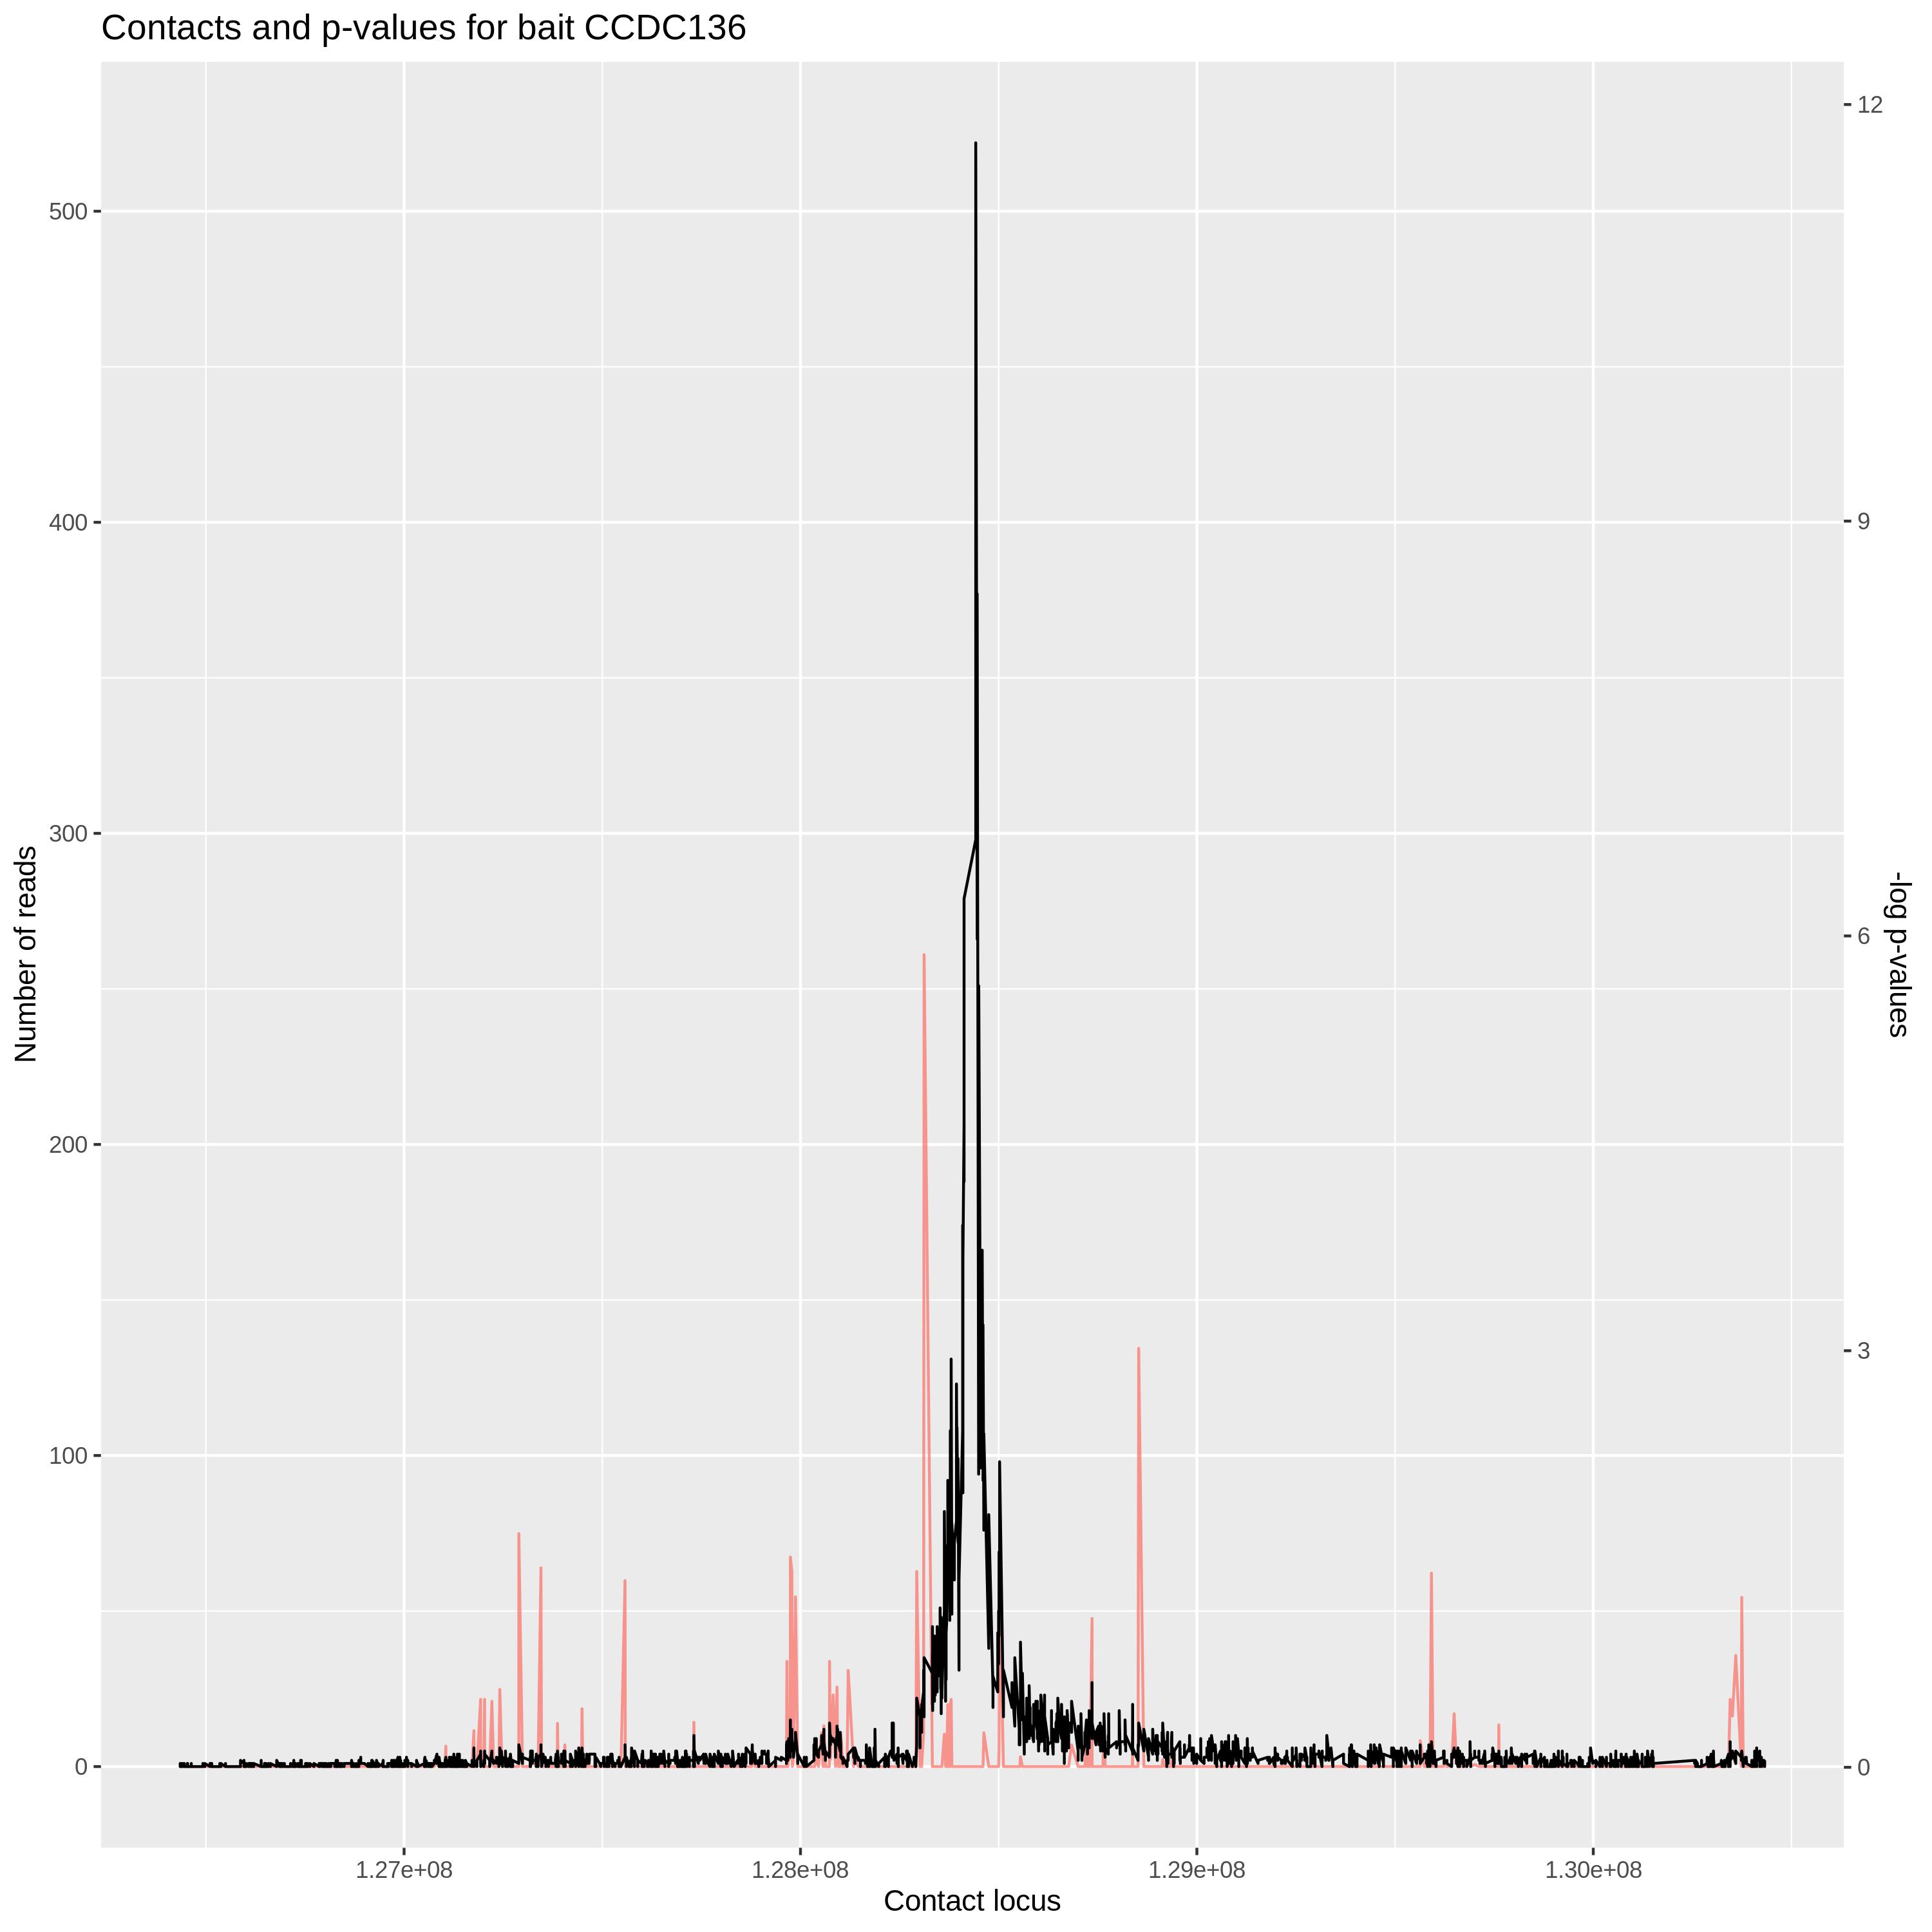 Contacts and p-values for bait CCDC136
12
500
400
9
300
6
Number of reads
-log p-values
200
3
100
0
0
1.27e+08
1.28e+08
1.29e+08
1.30e+08
Contact locus